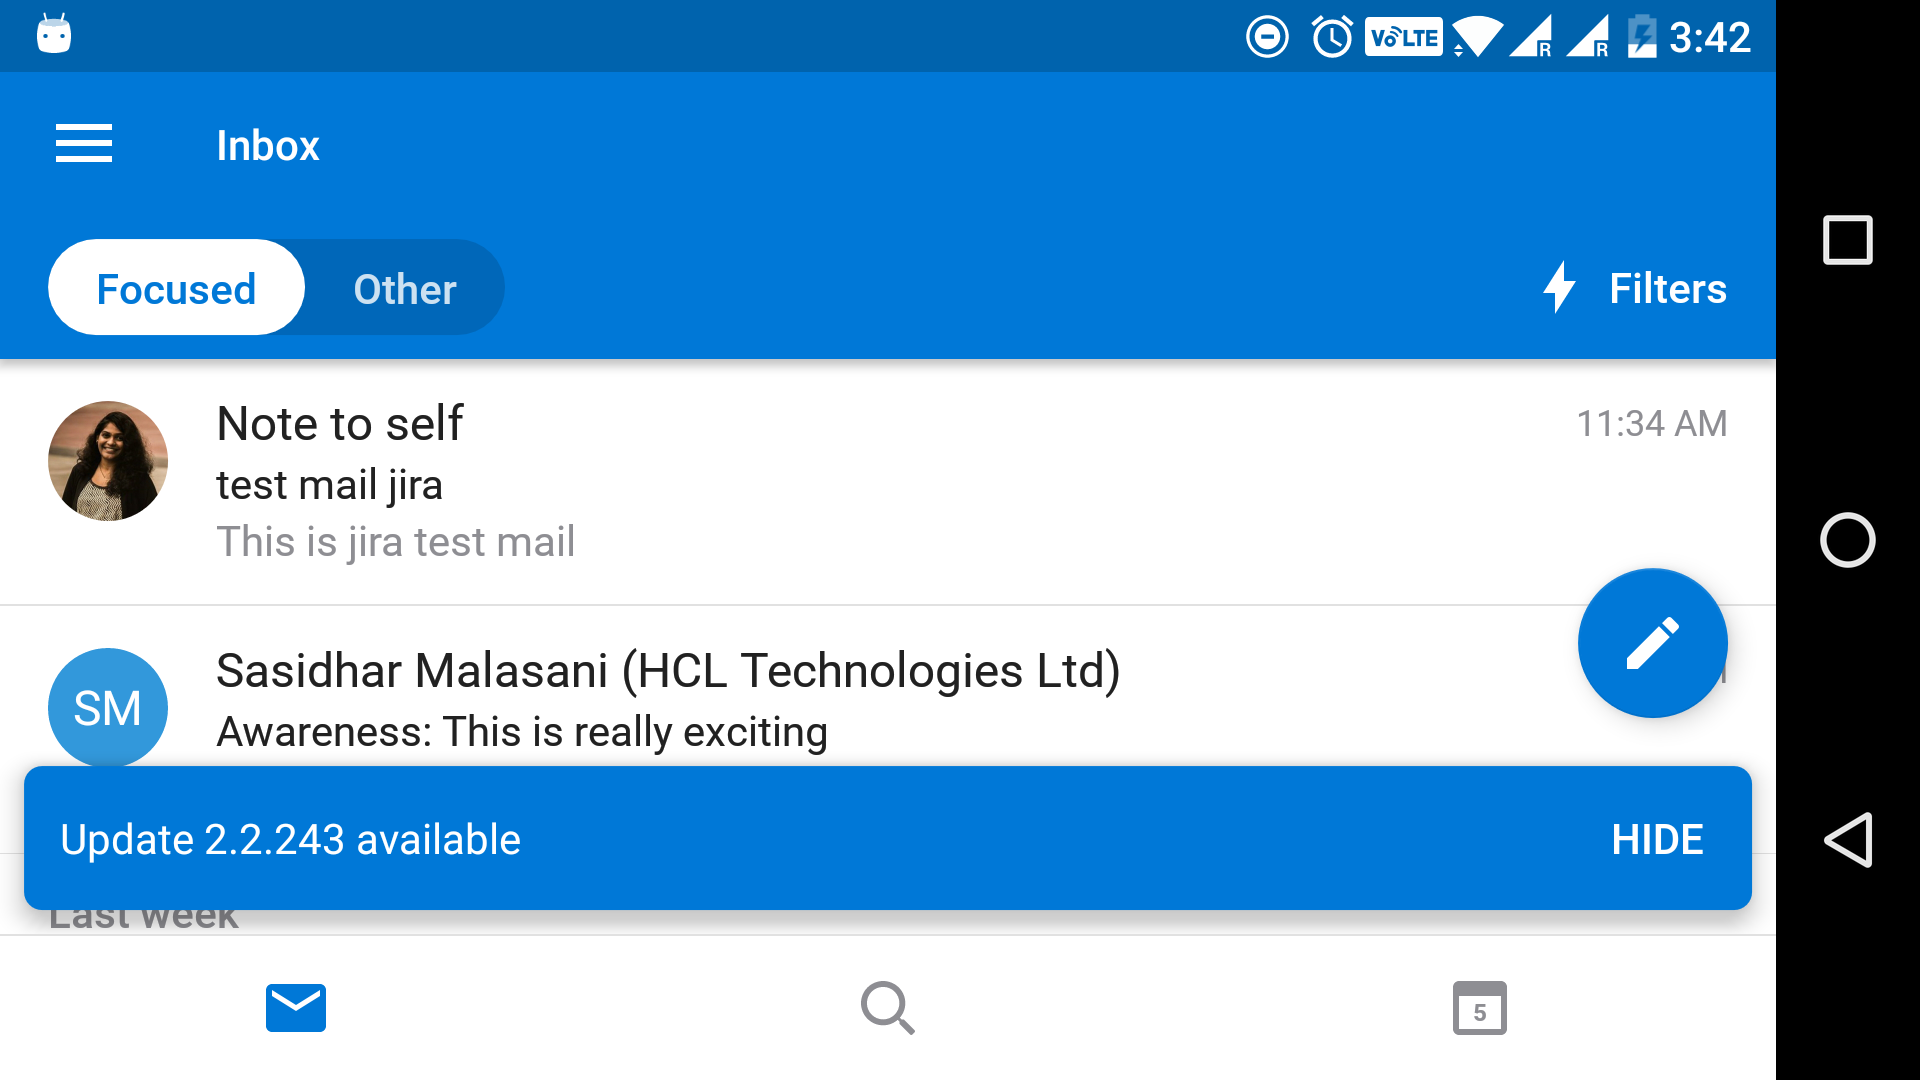 VoLTE R R 3:42
Inbox
Focused Other Filters
Note to self 11:34 AM
test mail jira
This is jira test mail
SM Sasidhar Malasani (HCL Technologies Ltd)
Awareness: This is really exciting
Update 2.2.243 available HIDE
Last week
5